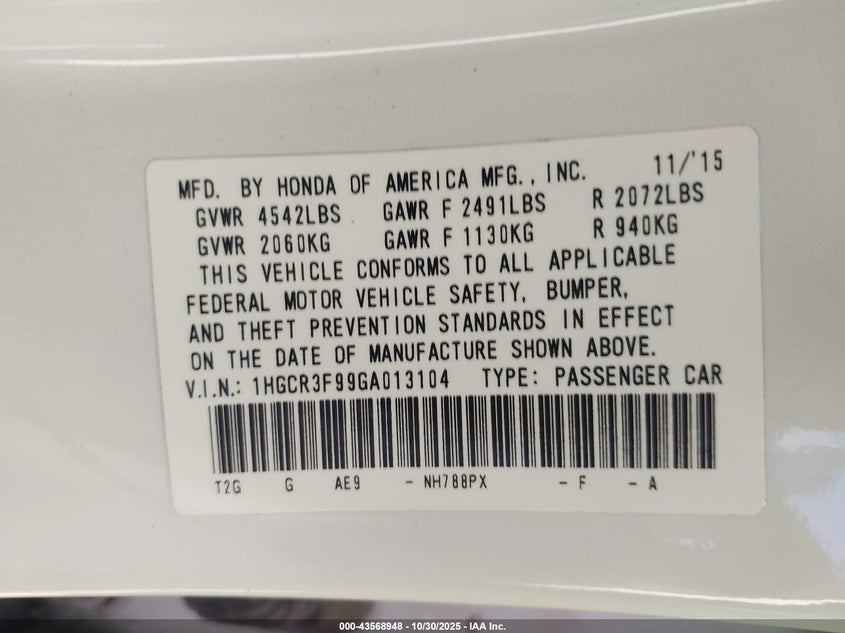 MFD. BY HONDA OF AMERICA MFG., INC. 11/'15
GVWR 4542LBS GAWR F 2491LBS R 2072LBS
GVWR 2060KG GAWR F 1130KG R 940KG
THIS VEHICLE CONFORMS TO ALL APPLICABLE
FEDERAL MOTOR VEHICLE SAFETY, BUMPER,
AND THEFT PREVENTION STANDARDS IN EFFECT
ON THE DATE OF MANUFACTURE SHOWN ABOVE.
V.I.N.: 1HGCR3F99GA013104 TYPE: PASSENGER CAR
T2G G AE9 - NH788PX - F - A
000-43568948 - 10/30/2025 - IAA Inc.